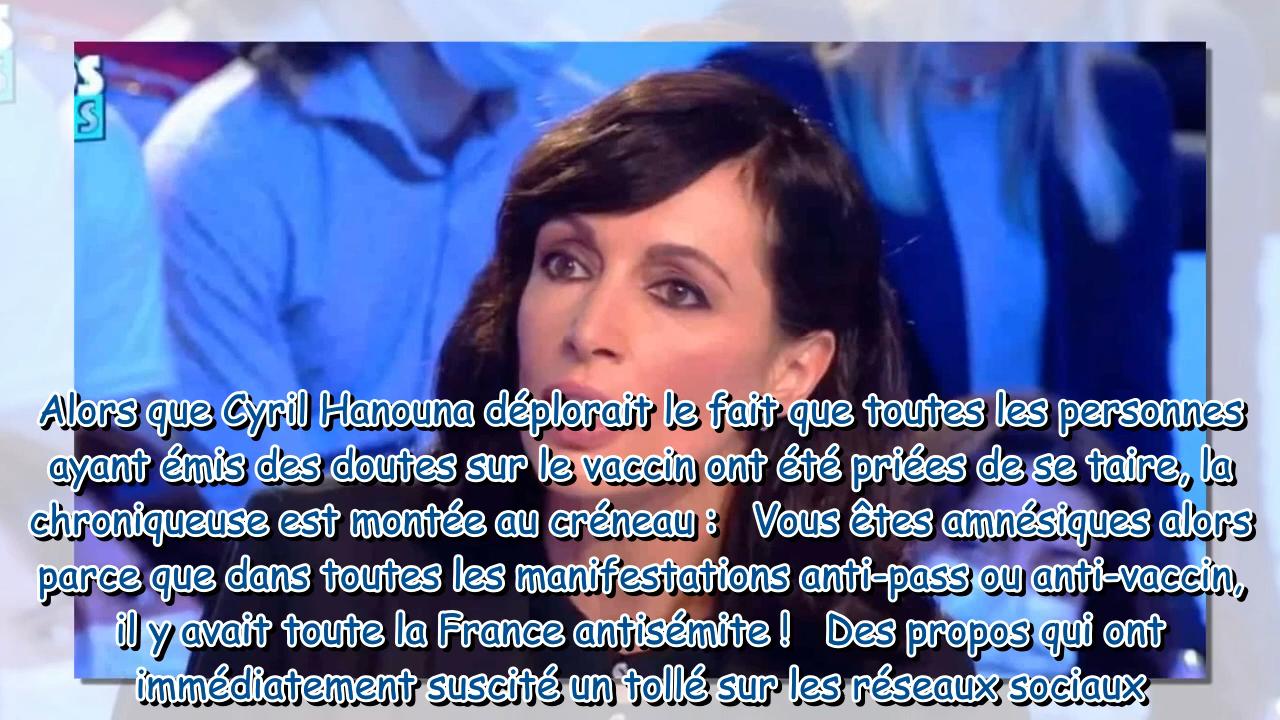 S
S
S
S
Alors que Cyril Hanouna déplorait le fait que toutes les personnes
ayant émis des doutes sur le vaccin ont été priées de se taire, la
chroniqueuse est montée au créneau :   Vous êtes amnésiques alors
parce que dans toutes les manifestations anti-pass ou anti-vaccin,
il y avait toute la France antisémite !   Des propos qui ont
immédiatement suscité un tollé sur les réseaux sociaux